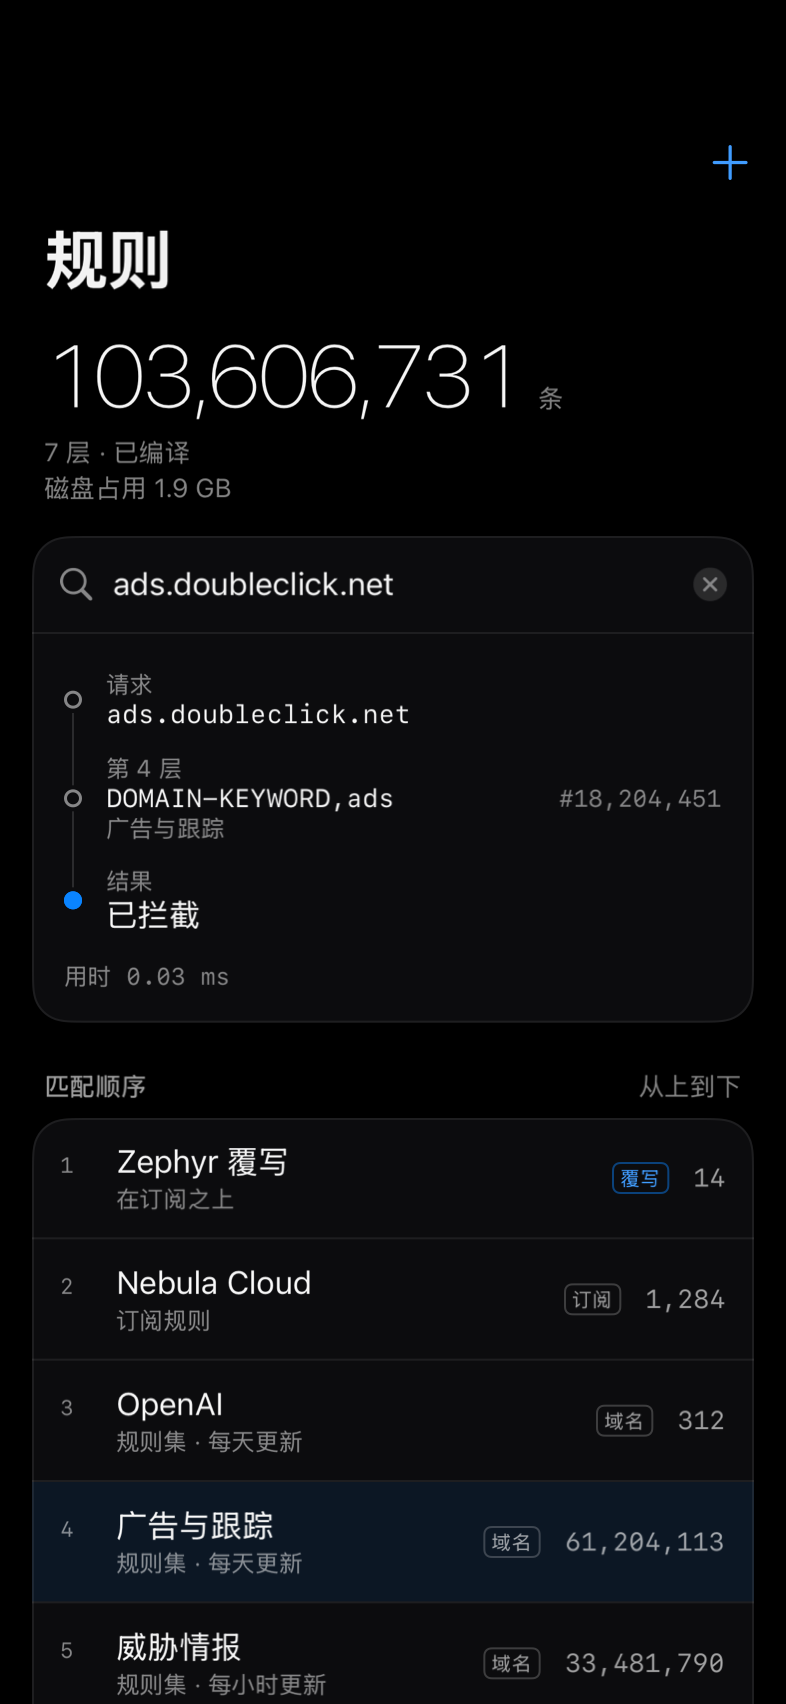 规则
103,606,731 条
7 层 · 已编译
磁盘占用 1.9 GB
ads.doubleclick.net
请求
ads.doubleclick.net
第 4 层
DOMAIN-KEYWORD,ads #18,204,451
广告与跟踪
结果
已拦截
用时 0.03 ms
匹配顺序 从上到下
1 Zephyr 覆写 覆写 14
在订阅之上
2 Nebula Cloud 订阅 1,284
订阅规则
3 OpenAI 域名 312
规则集 · 每天更新
4 广告与跟踪 域名 61,204,113
规则集 · 每天更新
5 威胁情报 域名 33,481,790
规则集 · 每小时更新